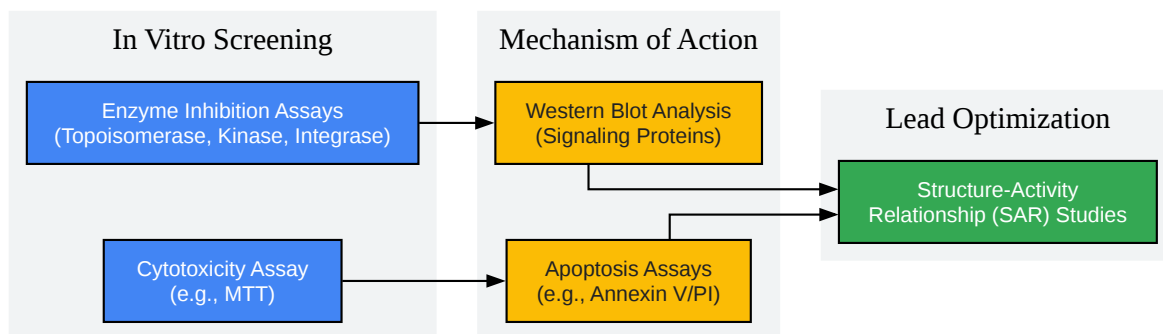 In Vitro Screening
Enzyme Inhibition Assays
(Topoisomerase, Kinase, Integrase)
Cytotoxicity Assay
(e.g., MTT)
Mechanism of Action
Western Blot Analysis
(Signaling Proteins)
Apoptosis Assays
(e.g., Annexin V/PI)
Lead Optimization
Structure-Activity
Relationship (SAR) Studies